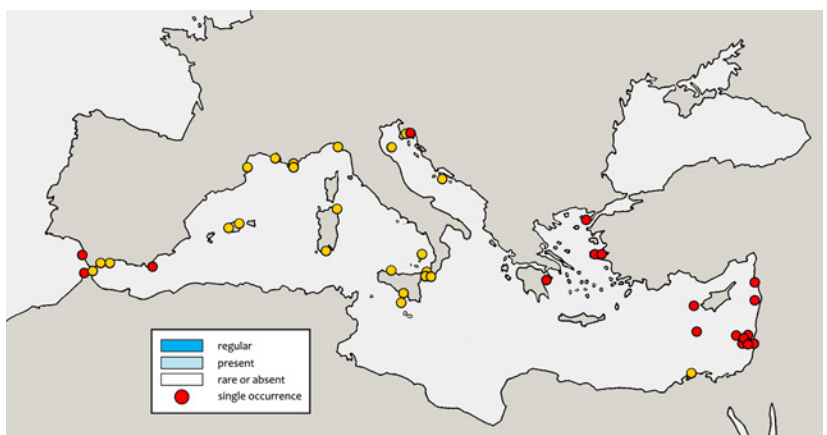 regular
present
rare or absent
single occurrence